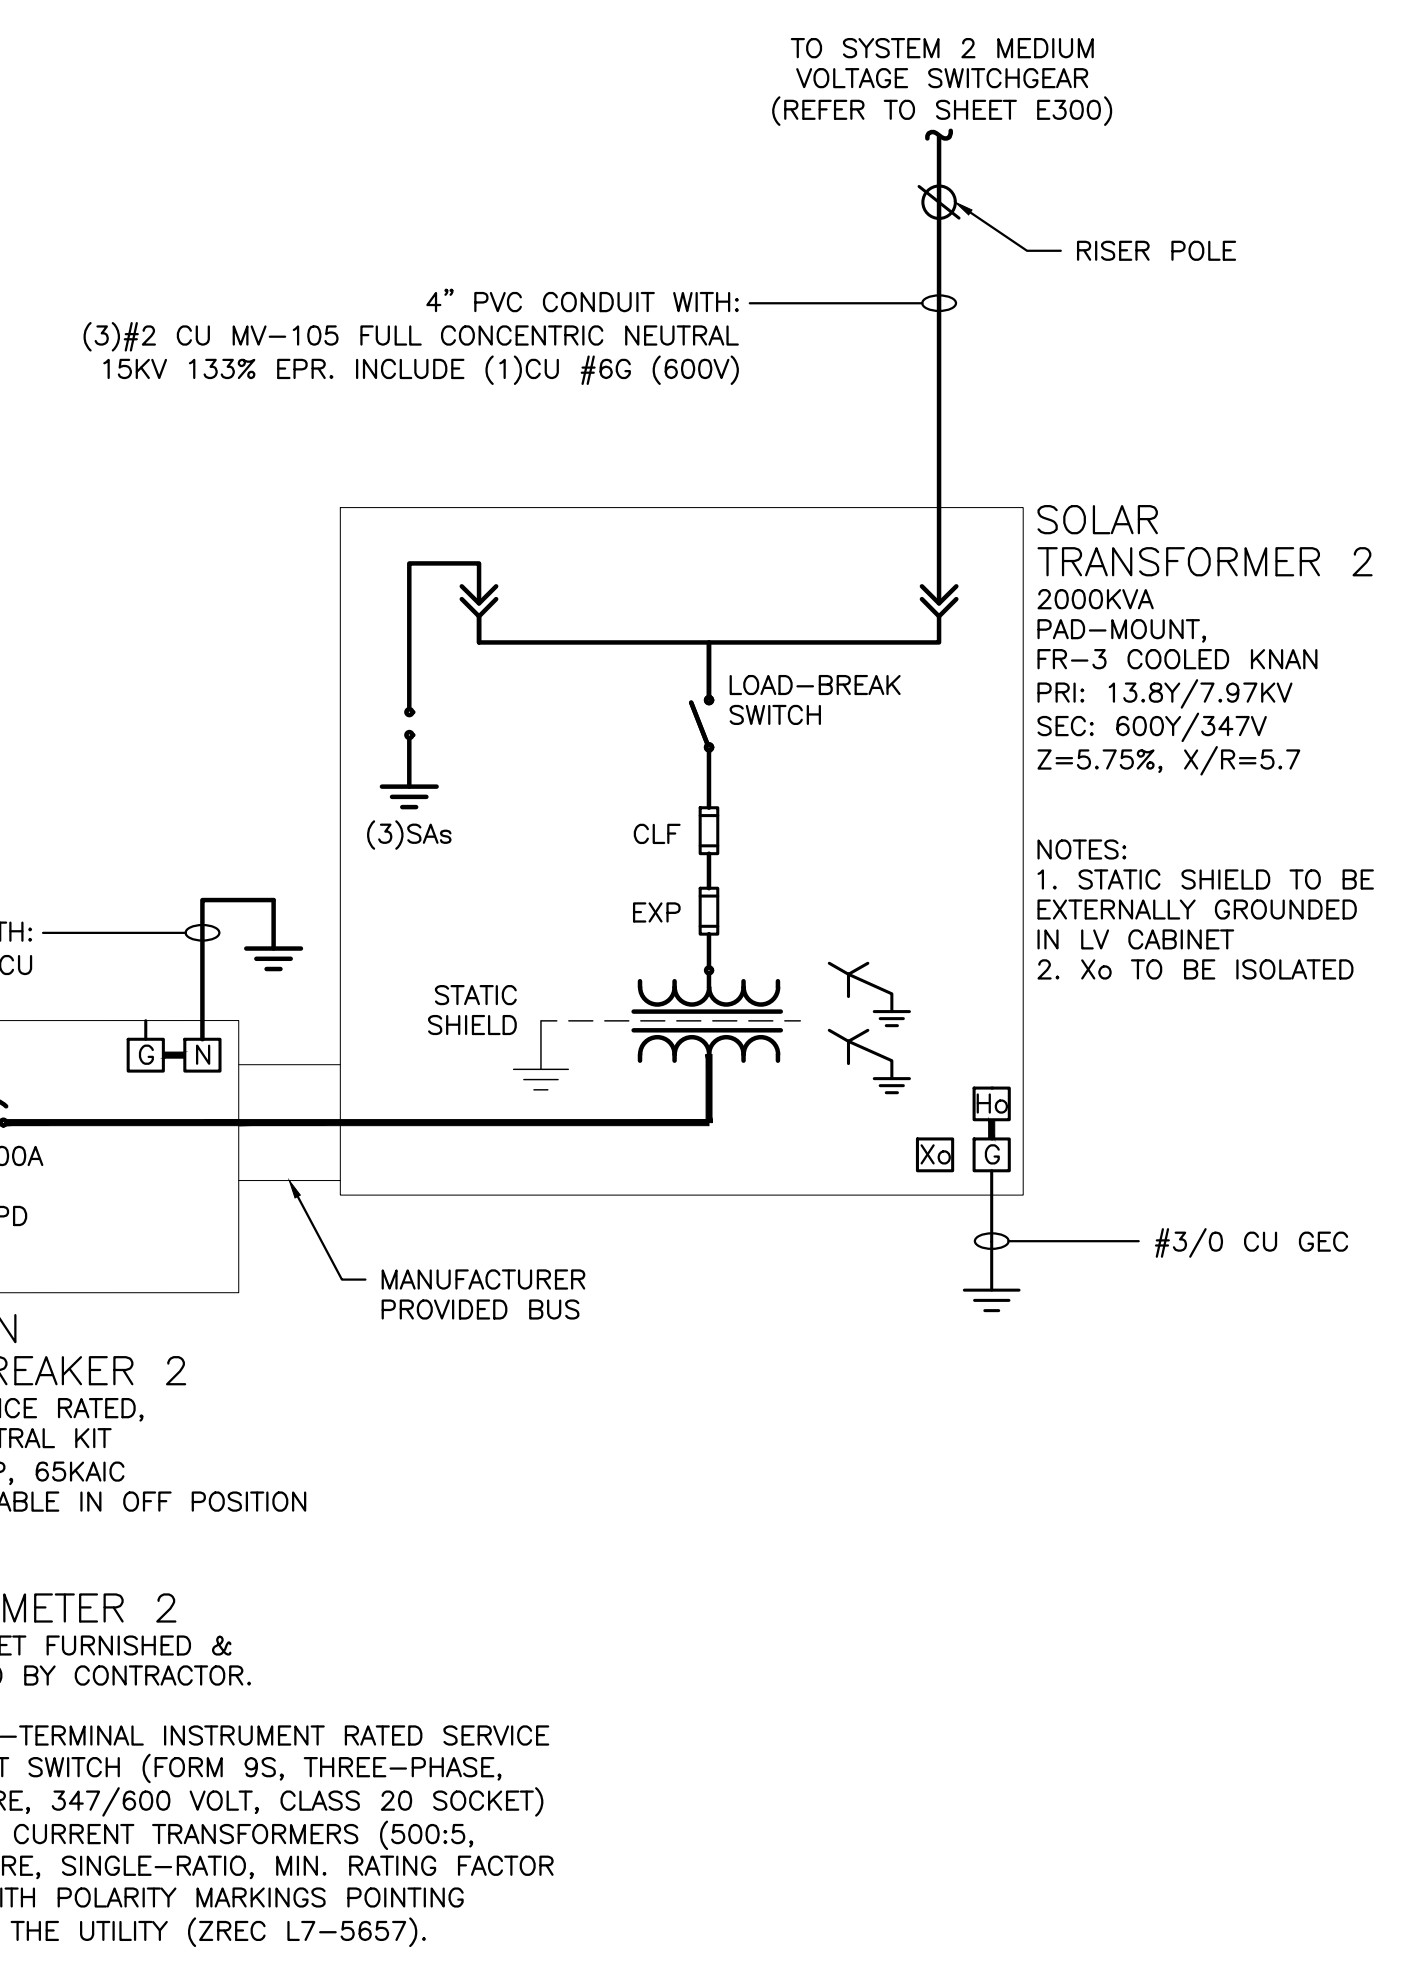 TO SYSTEM 2 MEDIUM
VOLTAGE SWITCHGEAR
(REFER TO SHEET E300)
RISER POLE
4” PVC CONDUIT WITH:
(3)#2 CU MV-105 FULL CONCENTRIC NEUTRAL
15KV 133% EPR. INCLUDE (1)CU #6G (600V)
SOLAR
TRANSFORMER 2
2000KVA
PAD-MOUNT,
FR-3 COOLED KNAN
PRI: 13.8Y/7.97KV
SEC: 600Y/347V
Z=5.75%, X/R=5.7
NOTES:
1. STATIC SHIELD TO BE
EXTERNALLY GROUNDED
IN LV CABINET
2. Xo TO BE ISOLATED
LOAD-BREAK
SWITCH
(3)SAs
CLF
EXP
STATIC
SHIELD
TH:
CU
G N
Ho
Xo G
00A
PD
#3/0 CU GEC
MANUFACTURER
PROVIDED BUS
N
REAKER 2
ICE RATED,
TRAL KIT
P, 65KAIC
ABLE IN OFF POSITION
METER 2
ET FURNISHED &
BY CONTRACTOR.
-TERMINAL INSTRUMENT RATED SERVICE
T SWITCH (FORM 9S, THREE-PHASE,
RE, 347/600 VOLT, CLASS 20 SOCKET)
CURRENT TRANSFORMERS (500:5,
RE, SINGLE-RATIO, MIN. RATING FACTOR
ITH POLARITY MARKINGS POINTING
THE UTILITY (ZREC L7-5657).